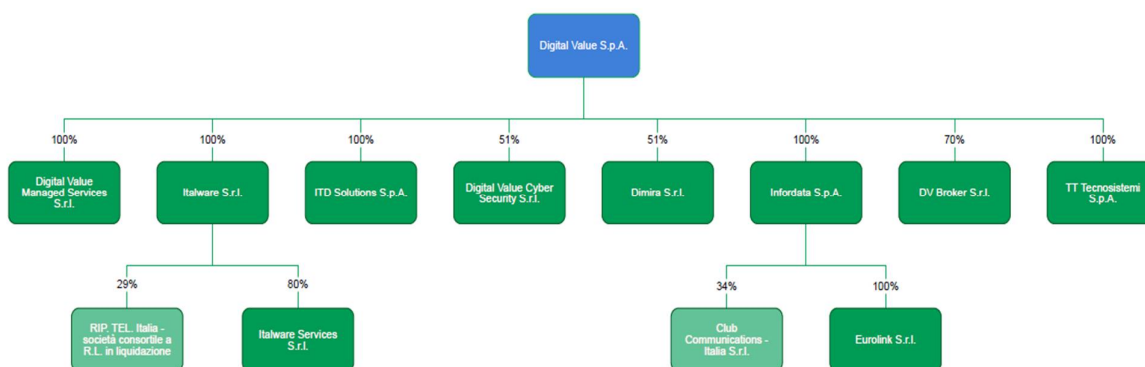 Digital Value S.p.A.
100%
100%
100%
51%
51%
100%
70%
100%
Digital Value
Managed Services
S.r.l.
Italware S.r.l.
ITD Solutions S.p.A.
Digital Value Cyber
Security S.r.l.
Dimira S.r.l.
Infordata S.p.A.
DV Broker S.r.l.
TT Tecnosistemi
S.p.A.
29%
80%
34%
100%
RIP. TEL. Italia -
società consortile a
R.L. in liquidazione
Italware Services
S.r.l.
Club
Communications -
Italia S.r.l.
Eurolink S.r.l.